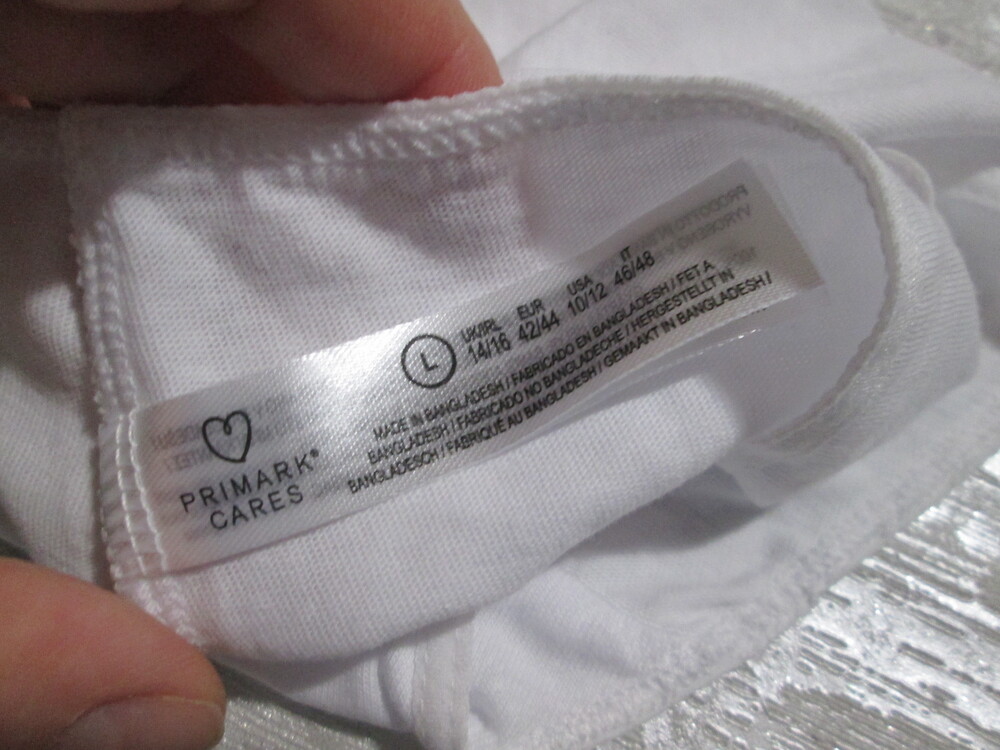 PRIMARK®
CARES
L
UK/IRL EUR USA IT
14/16 42/44 10/12 46/48
MADE IN BANGLADESH / FABRICADO EN BANGLADESH / FET A
BANGLADESH / FABRICADO NO BANGLADECHE / HERGESTELLT IN
BANGLADESCH / FABRIQUÉ AU BANGLADESH / GEMAAKT IN BANGLADESH /